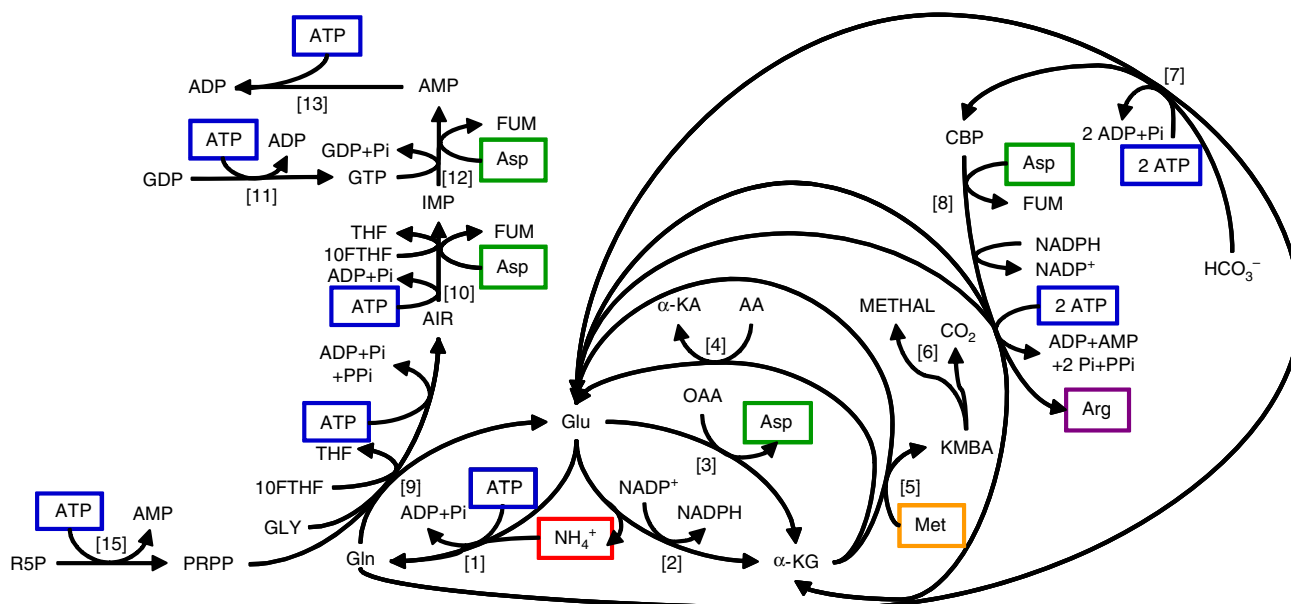 ATP
[7]
ADP
AMP
[13]
FUM
CBP
2 ADP+Pi
ATP
ADP
GDP+Pi
Asp
Asp
2 ATP
GDP
GTP
[12]
[11]
IMP
[8]
FUM
THF
FUM
10FTHF
NADPH
ADP+Pi
Asp
NADP⁺
HCO₃⁻
[10]
ATP
α-KA
AA
METHAL
2 ATP
AIR
CO₂
[4]
[6]
ADP+AMP
+2 Pi+PPi
ADP+Pi
+PPi
OAA
ATP
Glu
Asp
Arg
THF
[3]
KMBA
10FTHF
[9]
ATP
NADP⁺
[5]
ATP
AMP
GLY
ADP+Pi
NADPH
Met
[15]
NH₄⁺
R5P
PRPP
Gln
[1]
[2]
α-KG